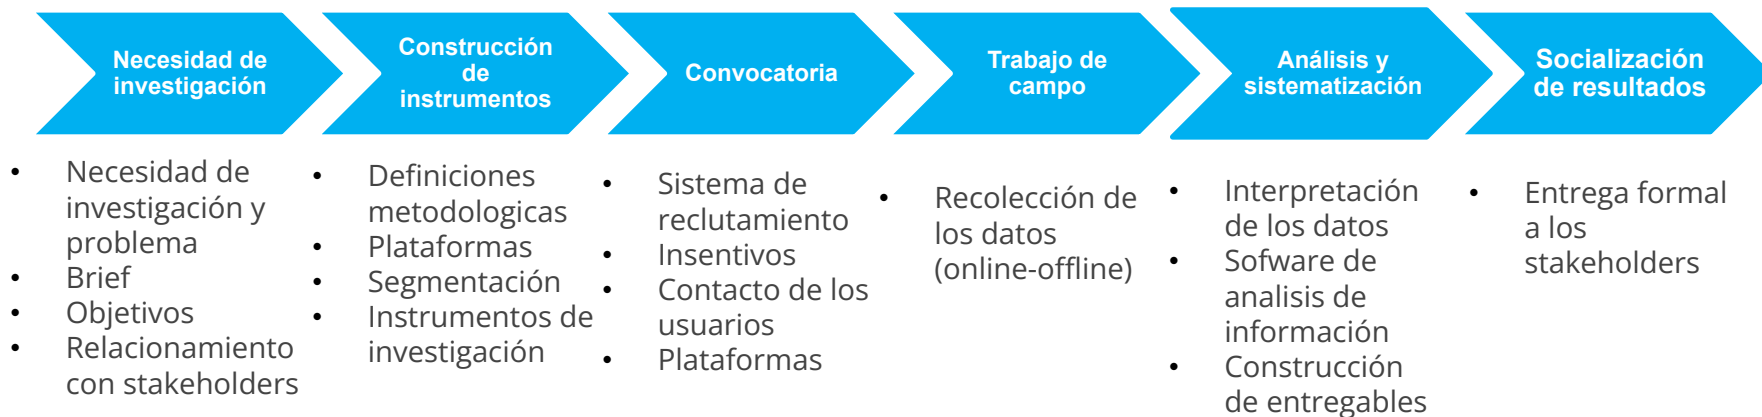 Necesidad de
investigación
Construcción
de
instrumentos
Convocatoria
Trabajo de
campo
Análisis y
sistematización
Socialización
de resultados
• Necesidad de
investigación y
problema
• Brief
• Objetivos
• Relacionamiento
con stakeholders
• Definiciones
metodologicas
• Plataformas
• Segmentación
• Instrumentos de
investigación
• Sistema de
reclutamiento
• Insentivos
• Contacto de los
usuarios
• Plataformas
• Recolección de
los datos
(online-offline)
• Interpretación
de los datos
• Sofware de
analisis de
información
• Construcción
de entregables
• Entrega formal
a los
stakeholders